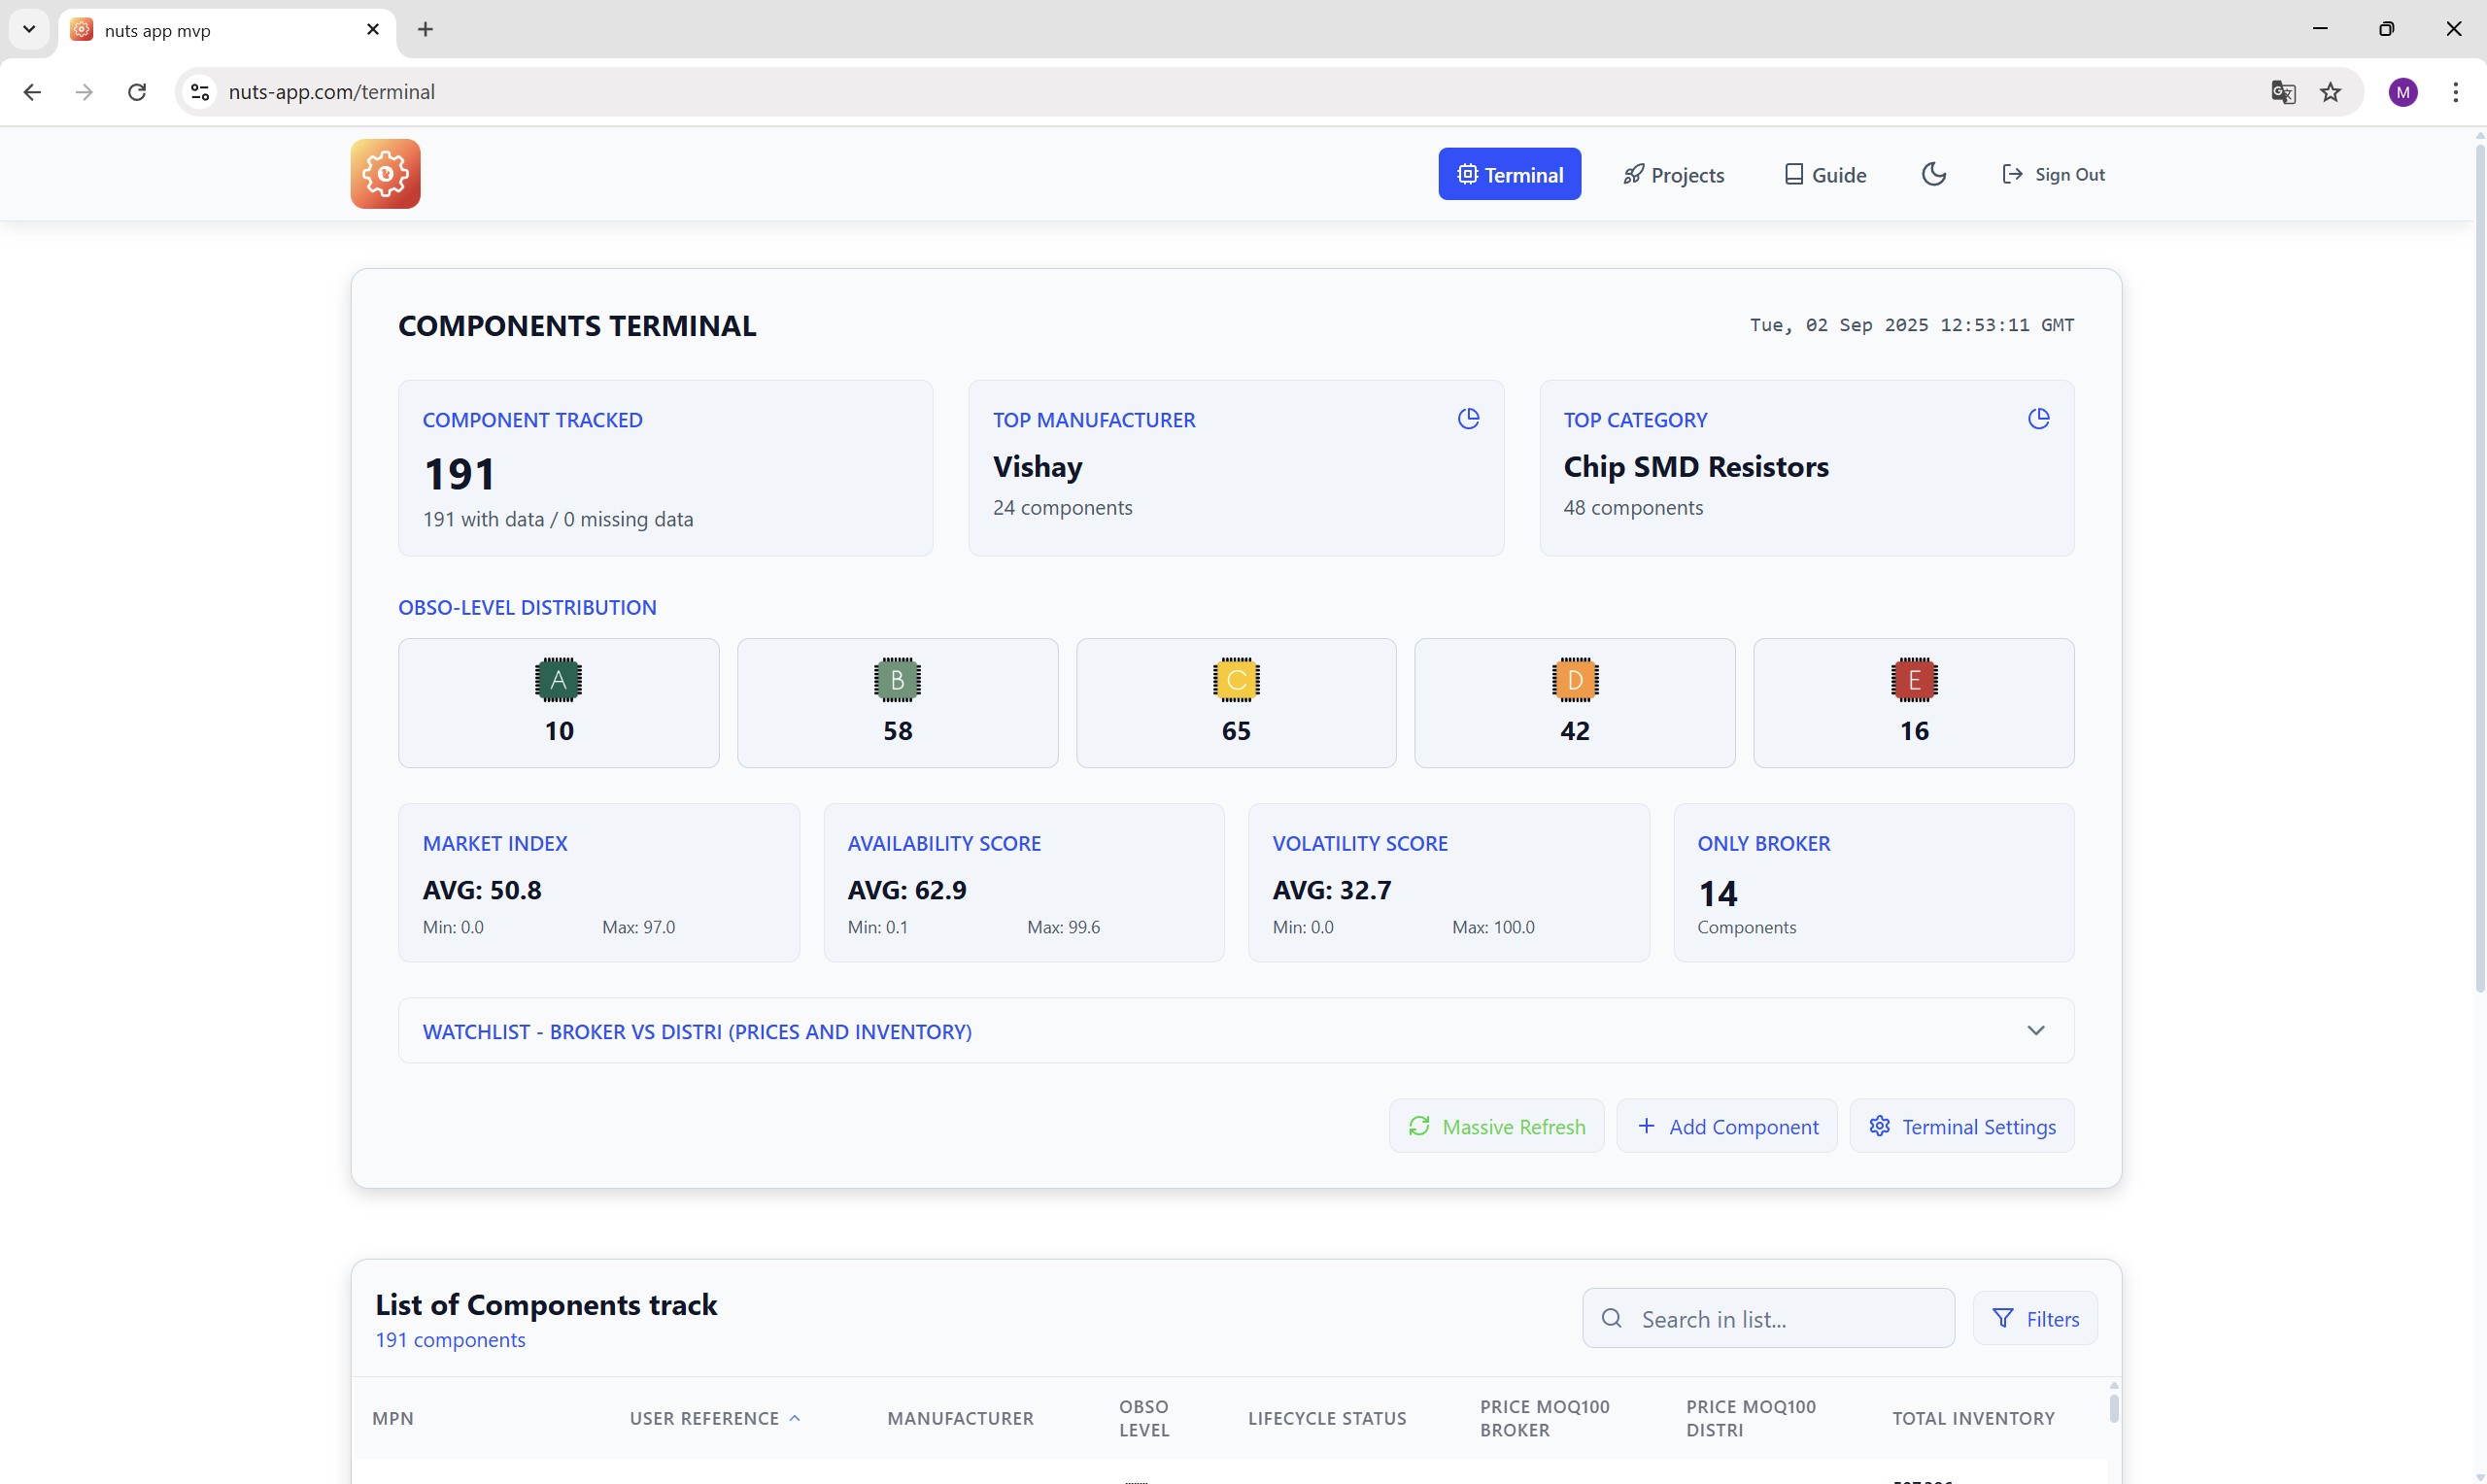 nuts app mvp
nuts-app.com/terminal
M
Terminal
Projects
Guide
Sign Out
COMPONENTS TERMINAL
Tue, 02 Sep 2025 12:53:11 GMT
COMPONENT TRACKED
191
191 with data / 0 missing data
TOP MANUFACTURER
Vishay
24 components
TOP CATEGORY
Chip SMD Resistors
48 components
OBSO-LEVEL DISTRIBUTION
A
10
B
58
C
65
D
42
E
16
MARKET INDEX
AVG: 50.8
Min: 0.0 Max: 97.0
AVAILABILITY SCORE
AVG: 62.9
Min: 0.1 Max: 99.6
VOLATILITY SCORE
AVG: 32.7
Min: 0.0 Max: 100.0
ONLY BROKER
14
Components
WATCHLIST - BROKER VS DISTRI (PRICES AND INVENTORY)
Massive Refresh
Add Component
Terminal Settings
List of Components track
191 components
Search in list...
Filters
MPN
USER REFERENCE
MANUFACTURER
OBSO
LEVEL
LIFECYCLE STATUS
PRICE MOQ100
BROKER
PRICE MOQ100
DISTRI
TOTAL INVENTORY